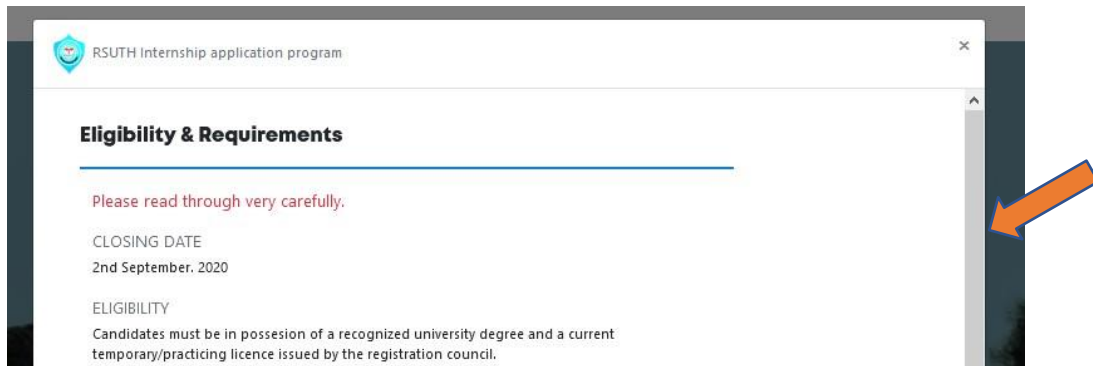 RSUTH Internship application program
×
Eligibility & Requirements
Please read through very carefully.
CLOSING DATE
2nd September. 2020
ELIGIBILITY
Candidates must be in possesion of a recognized university degree and a current
temporary/practicing licence issued by the registration council.